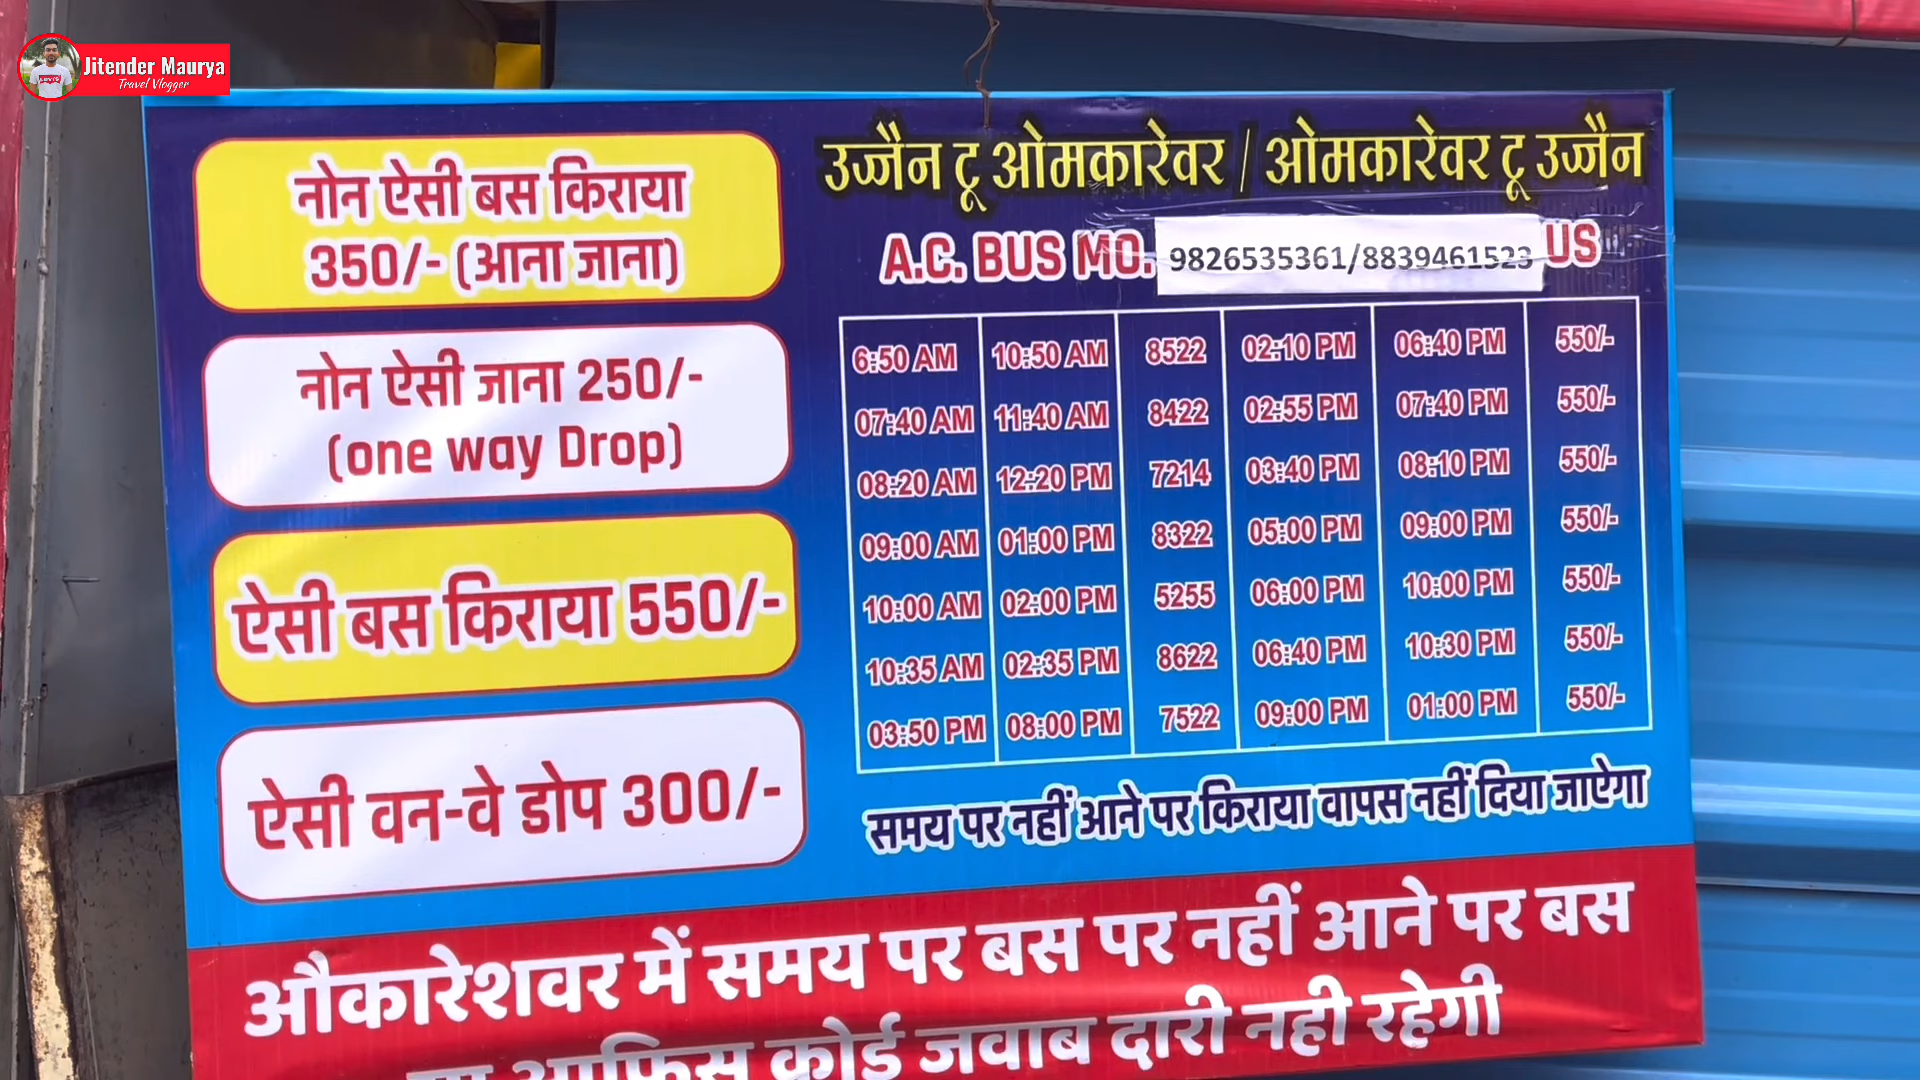 Jitender Maurya
Travel Vlogger
नोन ऐसी बस किराया
350/- (आना जाना)
नोन ऐसी जाना 250/-
(one way Drop)
ऐसी बस किराया 550/-
ऐसी वन-वे डोप 300/-
उज्जैन टू ओमकारेवर / ओमकारेवर टू उज्जैन
A.C. BUS MO. 9826535361/8839461523 US
6:50 AM 10:50 AM 8522 02:10 PM 06:40 PM 550/-
07:40 AM 11:40 AM 8422 02:55 PM 07:40 PM 550/-
08:20 AM 12:20 PM 7214 03:40 PM 08:10 PM 550/-
09:00 AM 01:00 PM 8322 05:00 PM 09:00 PM 550/-
10:00 AM 02:00 PM 5255 06:00 PM 10:00 PM 550/-
10:35 AM 02:35 PM 8622 06:40 PM 10:30 PM 550/-
03:50 PM 08:00 PM 7522 09:00 PM 01:00 PM 550/-
समय पर नहीं आने पर किराया वापस नहीं दिया जाऐगा
औकारेशवर में समय पर बस पर नहीं आने पर बस
आफिस कोई जवाब दारी नही रहेगी